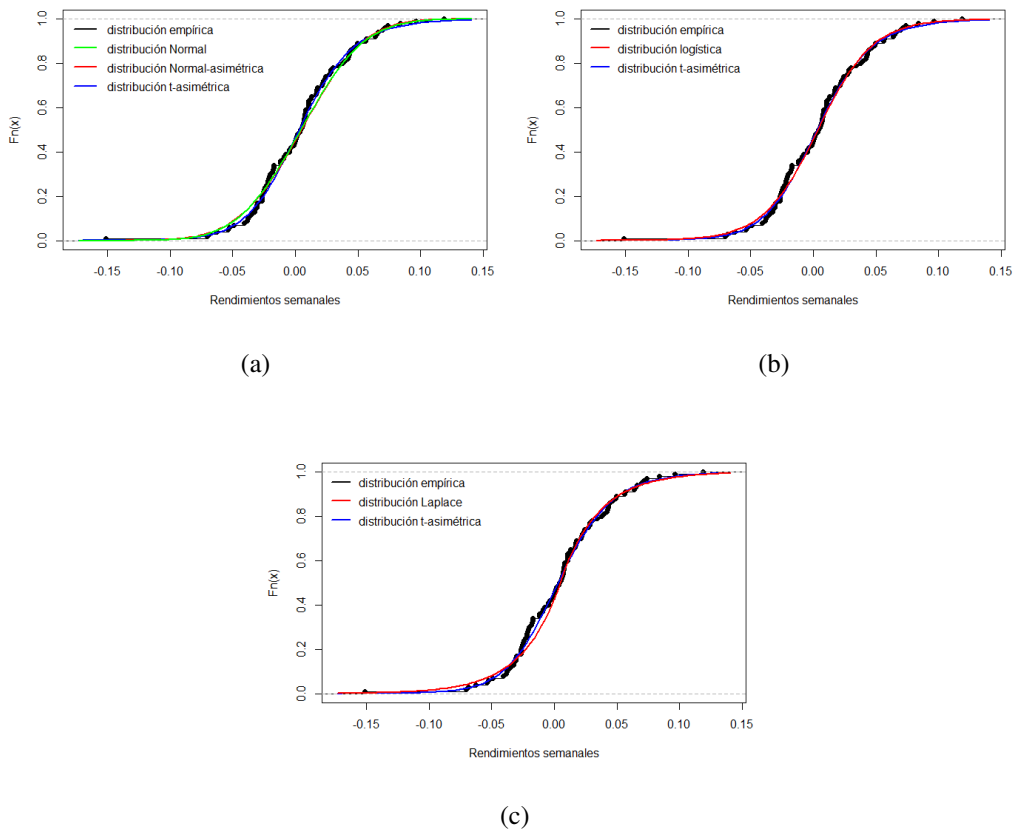 distribución empírica
distribución Normal
distribución Normal-asimétrica
distribución t-asimétrica
Fn(x)
0.0 0.2 0.4 0.6 0.8 1.0
-0.15 -0.10 -0.05 0.00 0.05 0.10 0.15
Rendimientos semanales
(a)
distribución empírica
distribución logística
distribución t-asimétrica
Fn(x)
0.0 0.2 0.4 0.6 0.8 1.0
-0.15 -0.10 -0.05 0.00 0.05 0.10 0.15
Rendimientos semanales
(b)
distribución empírica
distribución Laplace
distribución t-asimétrica
Fn(x)
0.0 0.2 0.4 0.6 0.8 1.0
-0.15 -0.10 -0.05 0.00 0.05 0.10 0.15
Rendimientos semanales
(c)